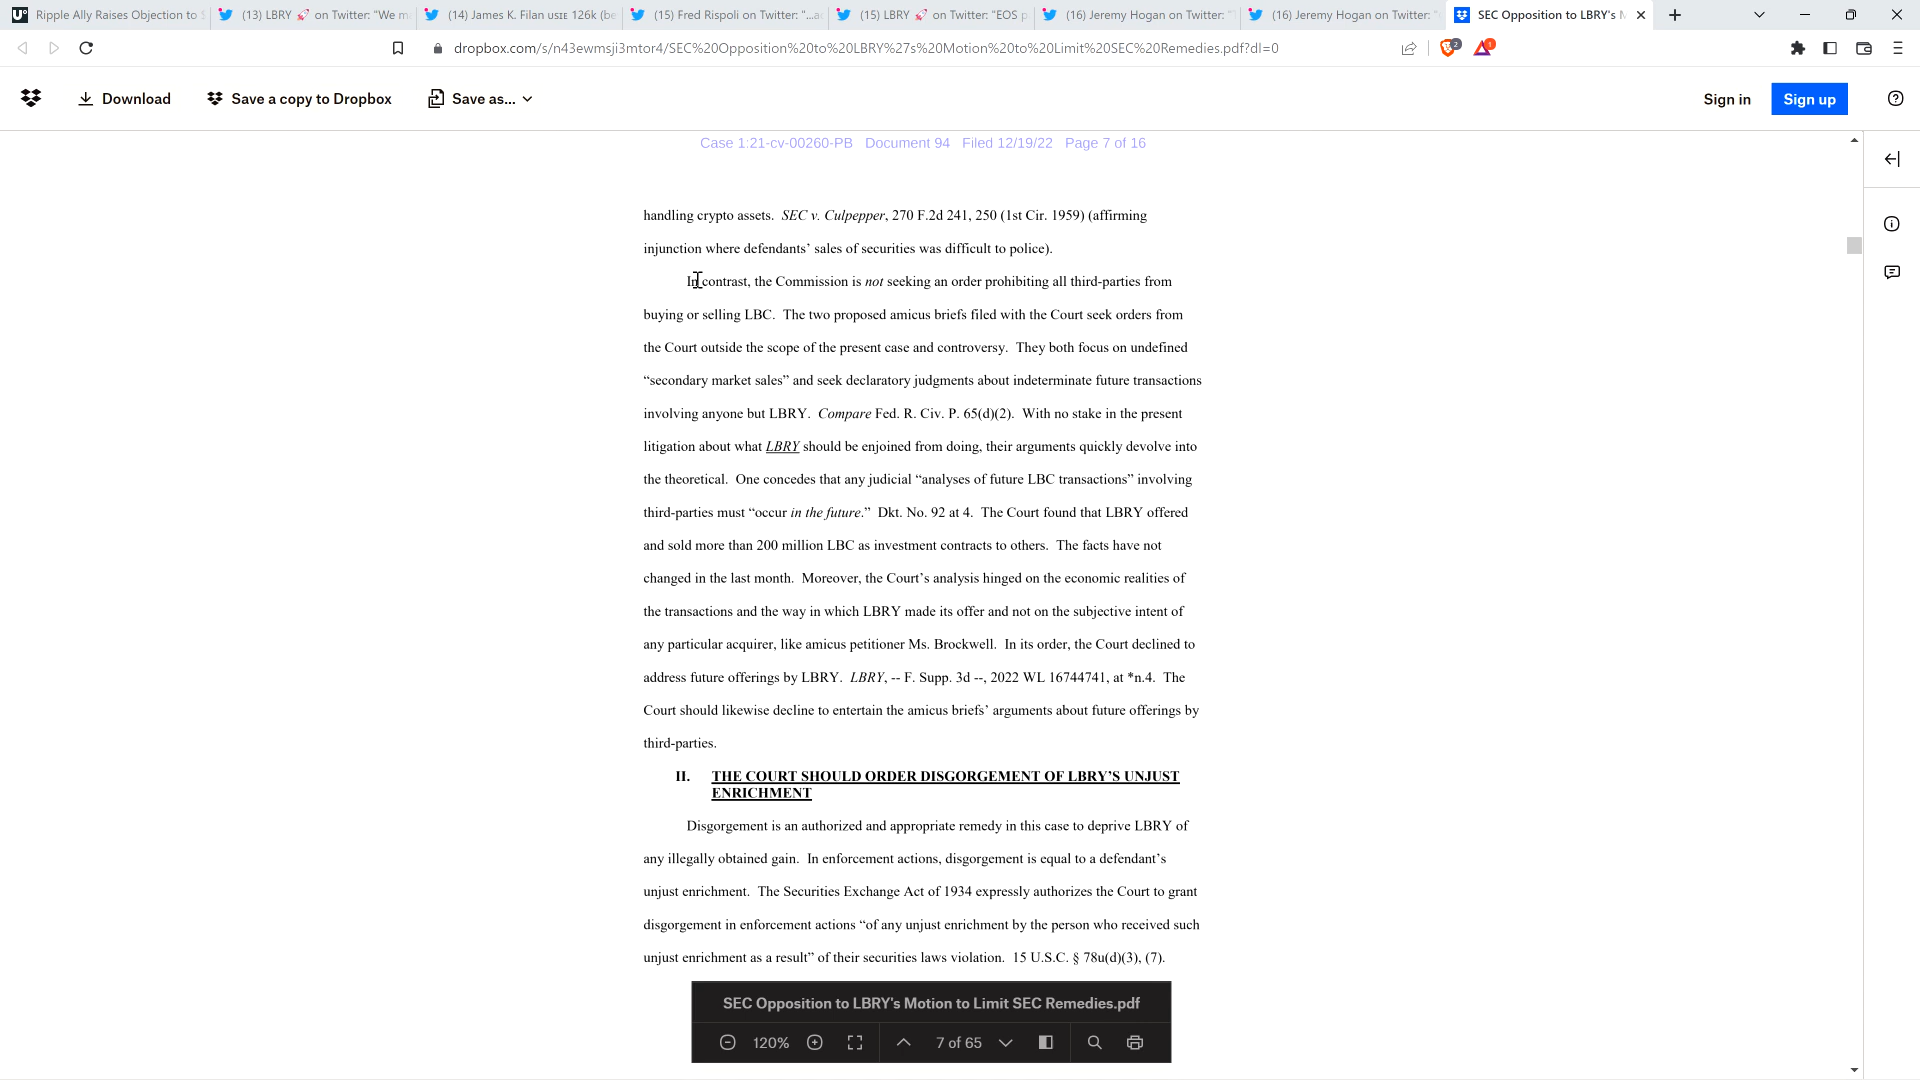 Ripple Ally Raises Objection to S
(13) LBRY 🚀 on Twitter: "We m
(14) James K. Filan 🇺🇸 126k (be
(15) Fred Rispoli on Twitter: "...a
(15) LBRY 🚀 on Twitter: "EOS p
(16) Jeremy Hogan on Twitter: "
(16) Jeremy Hogan on Twitter: "
SEC Opposition to LBRY's M
dropbox.com/s/n43ewmsji3mtor4/SEC%20Opposition%20to%20LBRY%27s%20Motion%20to%20Limit%20SEC%20Remedies.pdf?dl=0
2
1
Download
Save a copy to Dropbox
Save as...
Sign in
Sign up
Case 1:21-cv-00260-PB Document 94 Filed 12/19/22 Page 7 of 16
handling crypto assets. SEC v. Culpepper, 270 F.2d 241, 250 (1st Cir. 1959) (affirming
injunction where defendants’ sales of securities was difficult to police).
In contrast, the Commission is not seeking an order prohibiting all third-parties from
buying or selling LBC. The two proposed amicus briefs filed with the Court seek orders from
the Court outside the scope of the present case and controversy. They both focus on undefined
“secondary market sales” and seek declaratory judgments about indeterminate future transactions
involving anyone but LBRY. Compare Fed. R. Civ. P. 65(d)(2). With no stake in the present
litigation about what LBRY should be enjoined from doing, their arguments quickly devolve into
the theoretical. One concedes that any judicial “analyses of future LBC transactions” involving
third-parties must “occur in the future.” Dkt. No. 92 at 4. The Court found that LBRY offered
and sold more than 200 million LBC as investment contracts to others. The facts have not
changed in the last month. Moreover, the Court’s analysis hinged on the economic realities of
the transactions and the way in which LBRY made its offer and not on the subjective intent of
any particular acquirer, like amicus petitioner Ms. Brockwell. In its order, the Court declined to
address future offerings by LBRY. LBRY, -- F. Supp. 3d --, 2022 WL 16744741, at *n.4. The
Court should likewise decline to entertain the amicus briefs’ arguments about future offerings by
third-parties.
II. THE COURT SHOULD ORDER DISGORGEMENT OF LBRY’S UNJUST
ENRICHMENT
Disgorgement is an authorized and appropriate remedy in this case to deprive LBRY of
any illegally obtained gain. In enforcement actions, disgorgement is equal to a defendant’s
unjust enrichment. The Securities Exchange Act of 1934 expressly authorizes the Court to grant
disgorgement in enforcement actions “of any unjust enrichment by the person who received such
unjust enrichment as a result” of their securities laws violation. 15 U.S.C. § 78u(d)(3), (7).
SEC Opposition to LBRY's Motion to Limit SEC Remedies.pdf
120%
7 of 65